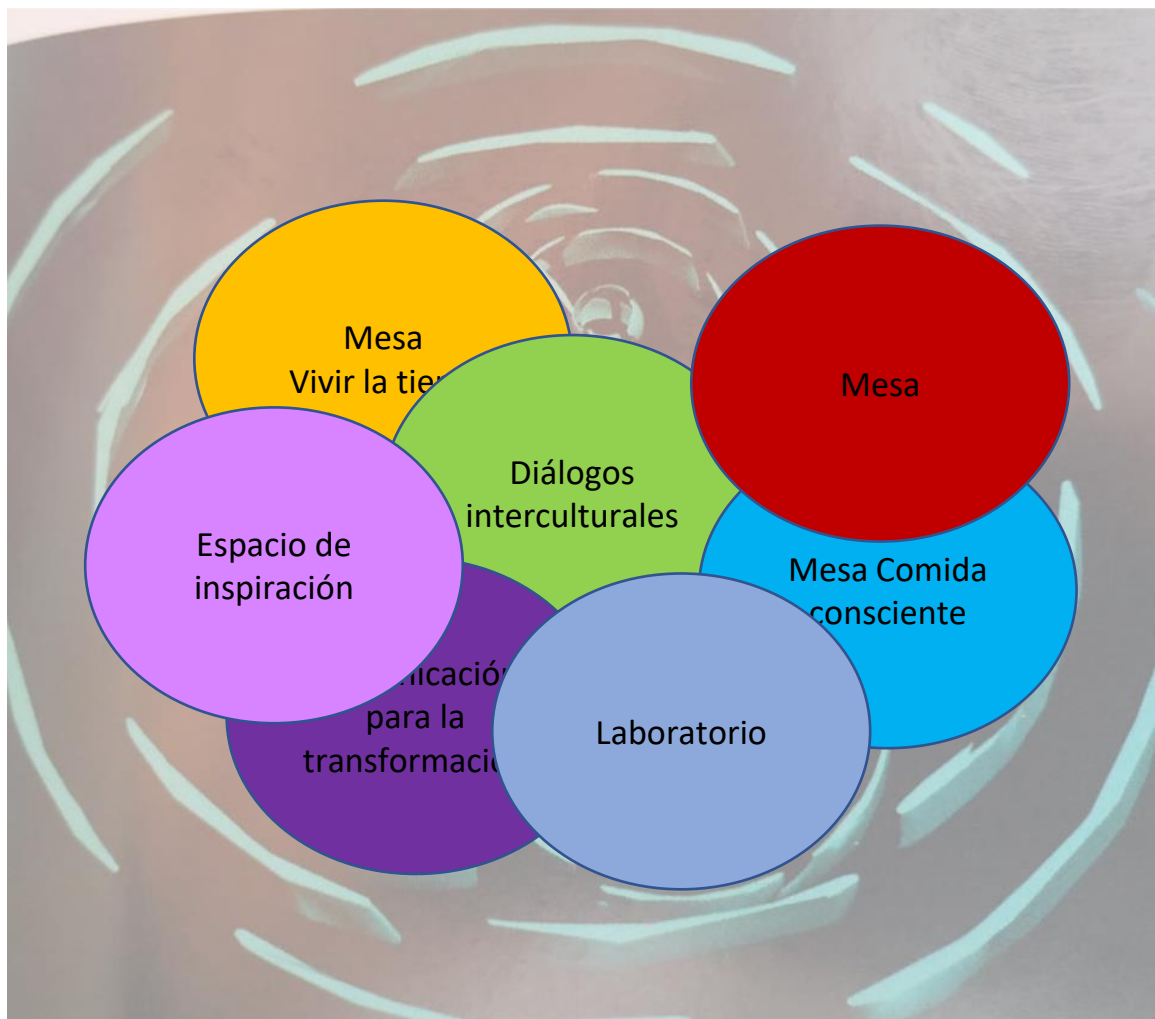 Mesa
Vivir la
Mesa
Diálogos
interculturales
Espacio de
inspiración
Mesa Comida
consciente
para la
Laboratorio